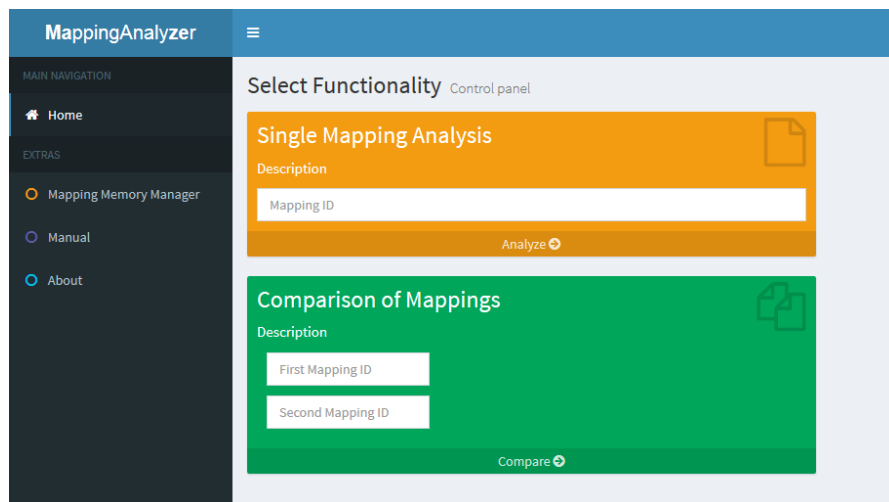 MappingAnalyzer
MAIN NAVIGATION
Home
EXTRAS
Mapping Memory Manager
Manual
About
Select Functionality Control panel
Single Mapping Analysis
Description
Mapping ID
Analyze
Comparison of Mappings
Description
First Mapping ID
Second Mapping ID
Compare